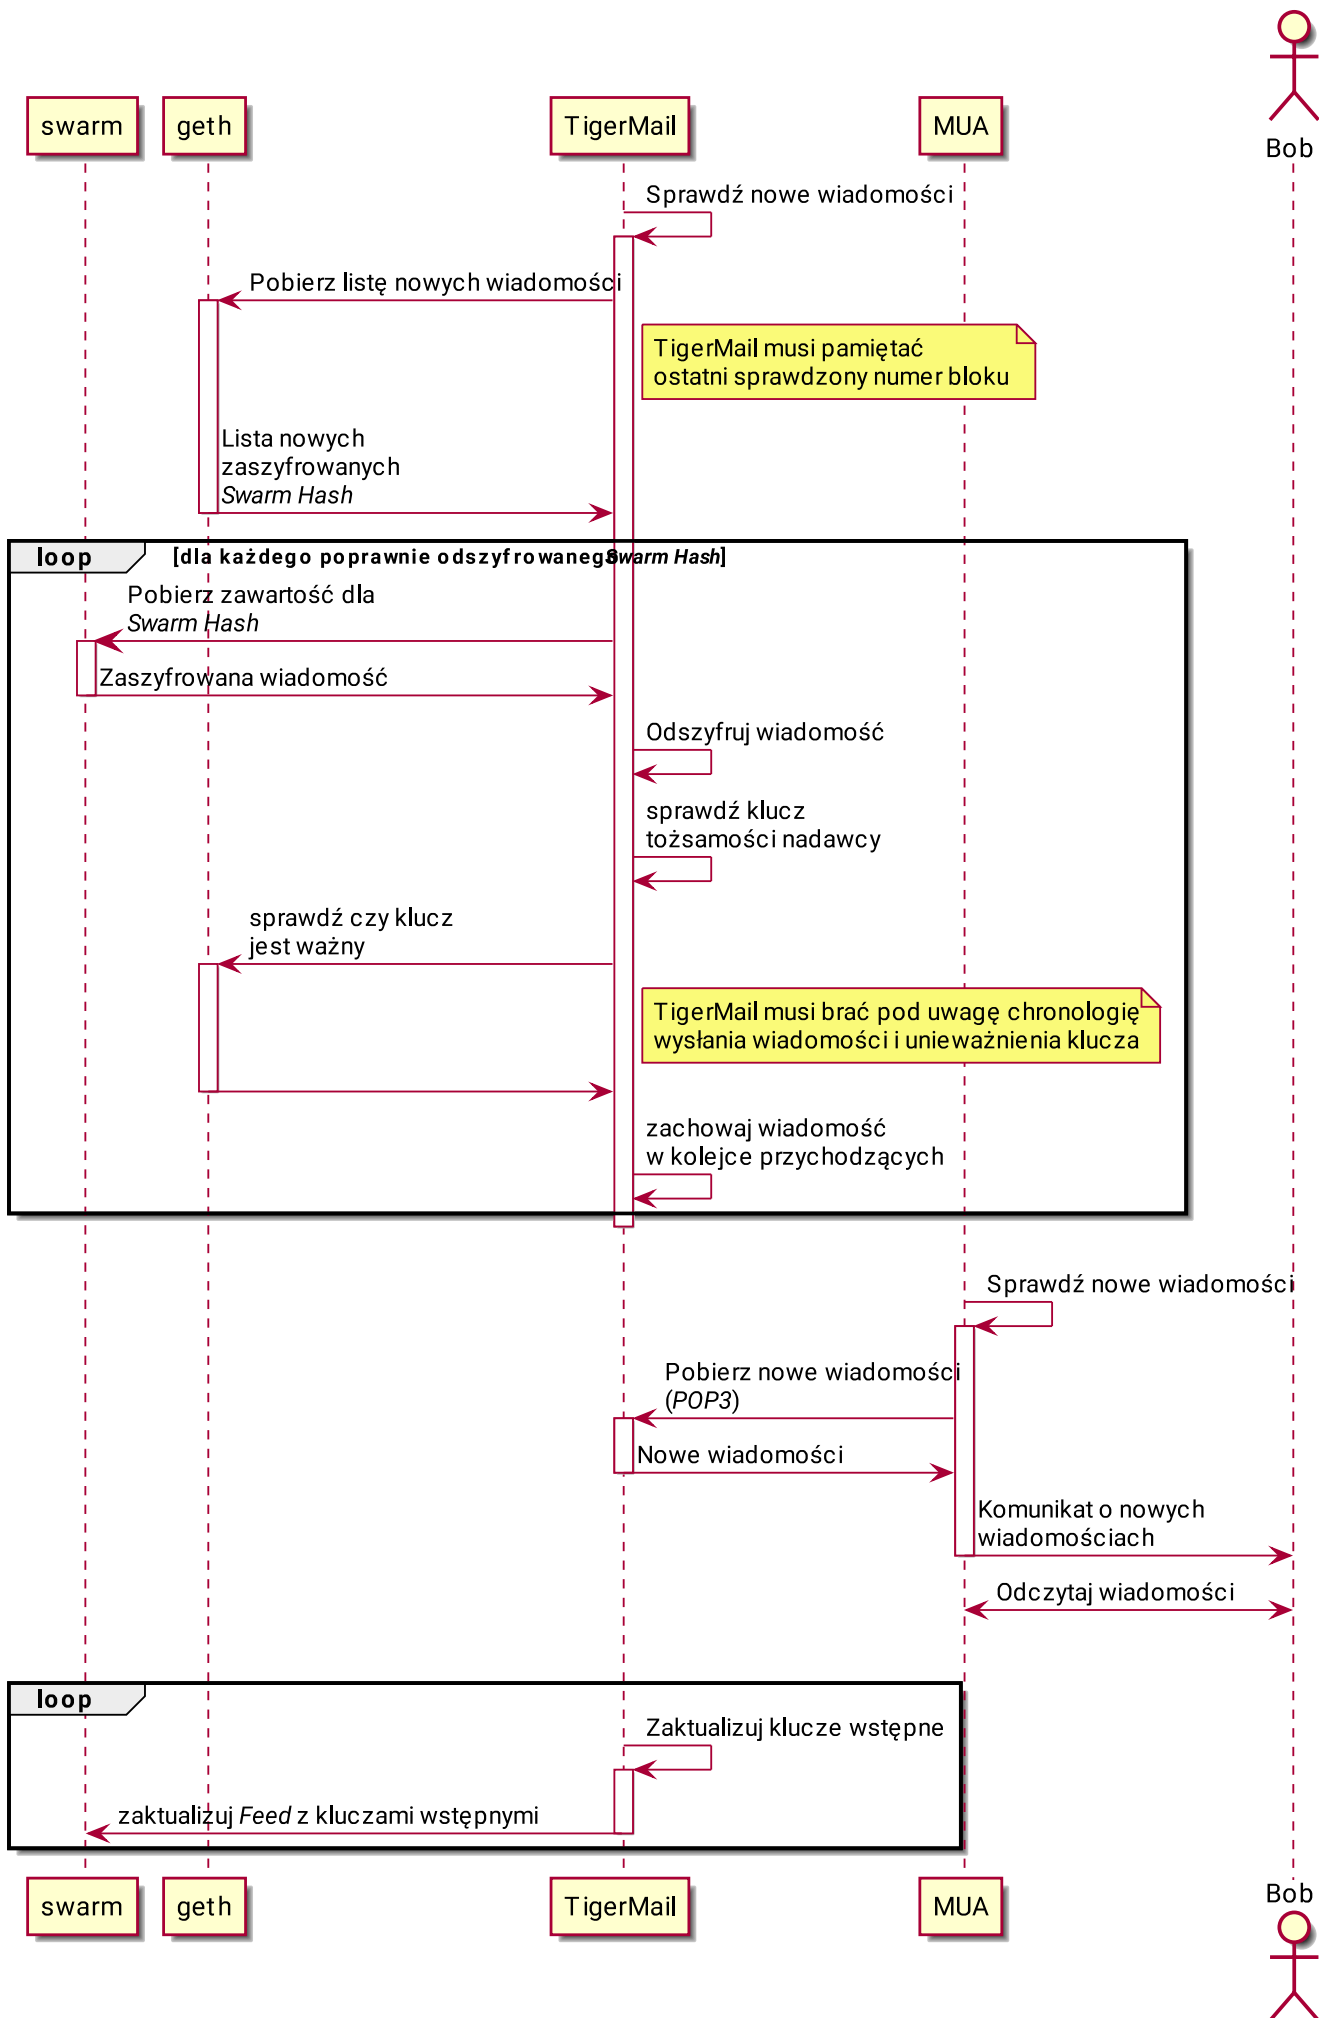 Bob
swarm
geth
TigerMail
MUA
Sprawdź nowe wiadomości
Pobierz listę nowych wiadomości
TigerMail musi pamiętać
ostatni sprawdzony numer bloku
Lista nowych
zaszyfrowanych
Swarm Hash
loop
[dla każdego poprawnie odszyfrowanego Swarm Hash]
Pobierz zawartość dla
Swarm Hash
Zaszyfrowana wiadomość
Odszyfruj wiadomość
sprawdź klucz
tożsamości nadawcy
sprawdź czy klucz
jest ważny
TigerMail musi brać pod uwagę chronologię
wysłania wiadomości i unieważnienia klucza
zachowaj wiadomość
w kolejce przychodzących
Sprawdź nowe wiadomości
Pobierz nowe wiadomości
(POP3)
Nowe wiadomości
Komunikat o nowych
wiadomościach
Odczytaj wiadomości
loop
Zaktualizuj klucze wstępne
zaktualizuj Feed z kluczami wstępnymi
swarm
geth
TigerMail
MUA
Bob